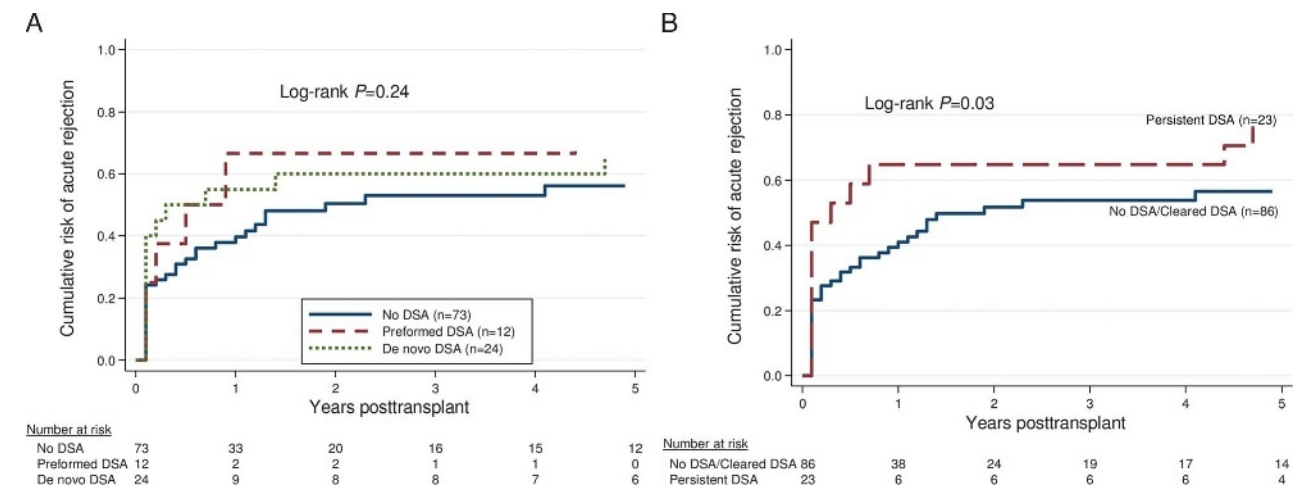 A
Cumulative risk of acute rejection
1.0
0.8
0.6
0.4
0.2
0.0
Log-rank P=0.24
No DSA (n=73)
Preformed DSA (n=12)
De novo DSA (n=24)
0 1 2 3 4 5
Years posttransplant
Number at risk
No DSA 73 33 20 16 15 12
Preformed DSA 12 2 2 1 1 0
De novo DSA 24 9 8 8 7 6
B
Cumulative risk of acute rejection
1.0
0.8
0.6
0.4
0.2
0.0
Log-rank P=0.03
Persistent DSA (n=23)
No DSA/Cleared DSA (n=86)
0 1 2 3 4 5
Years posttransplant
Number at risk
No DSA/Cleared DSA 86 38 24 19 17 14
Persistent DSA 23 6 6 6 6 4